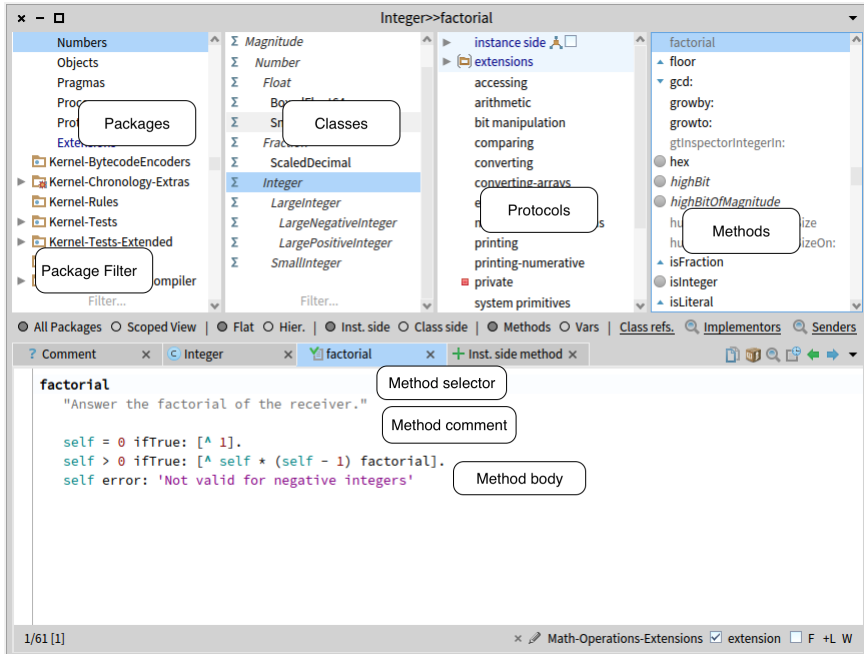 Integer>>factorial
Numbers
Objects
Pragmas
Packages
Kernel-BytecodeEncoders
Kernel-Chronology-Extras
Kernel-Rules
Kernel-Tests
Kernel-Tests-Extended
Package Filter
Filter...
Magnitude
Number
Float
Classes
ScaledDecimal
Integer
LargeInteger
LargeNegativeInteger
LargePositiveInteger
SmallInteger
Filter...
instance side
extensions
accessing
arithmetic
bit manipulation
comparing
converting
converting-arrays
Protocols
printing
printing-numerative
private
system primitives
factorial
floor
gcd:
growby:
growto:
gtInspectorIntegerIn:
hex
highBit
highBitOfMagnitude
Methods
isFraction
isInteger
isLiteral
All Packages Scoped View | Flat Hier. | Inst. side Class side | Methods Vars | Class refs. Implementors Senders
? Comment × Integer × factorial × Inst. side method ×
factorial
Method selector
"Answer the factorial of the receiver."
Method comment
self = 0 ifTrue: [^ 1].
self > 0 ifTrue: [^ self * (self - 1) factorial].
self error: 'Not valid for negative integers'
Method body
1/61 [1] × Math-Operations-Extensions extension F +L W